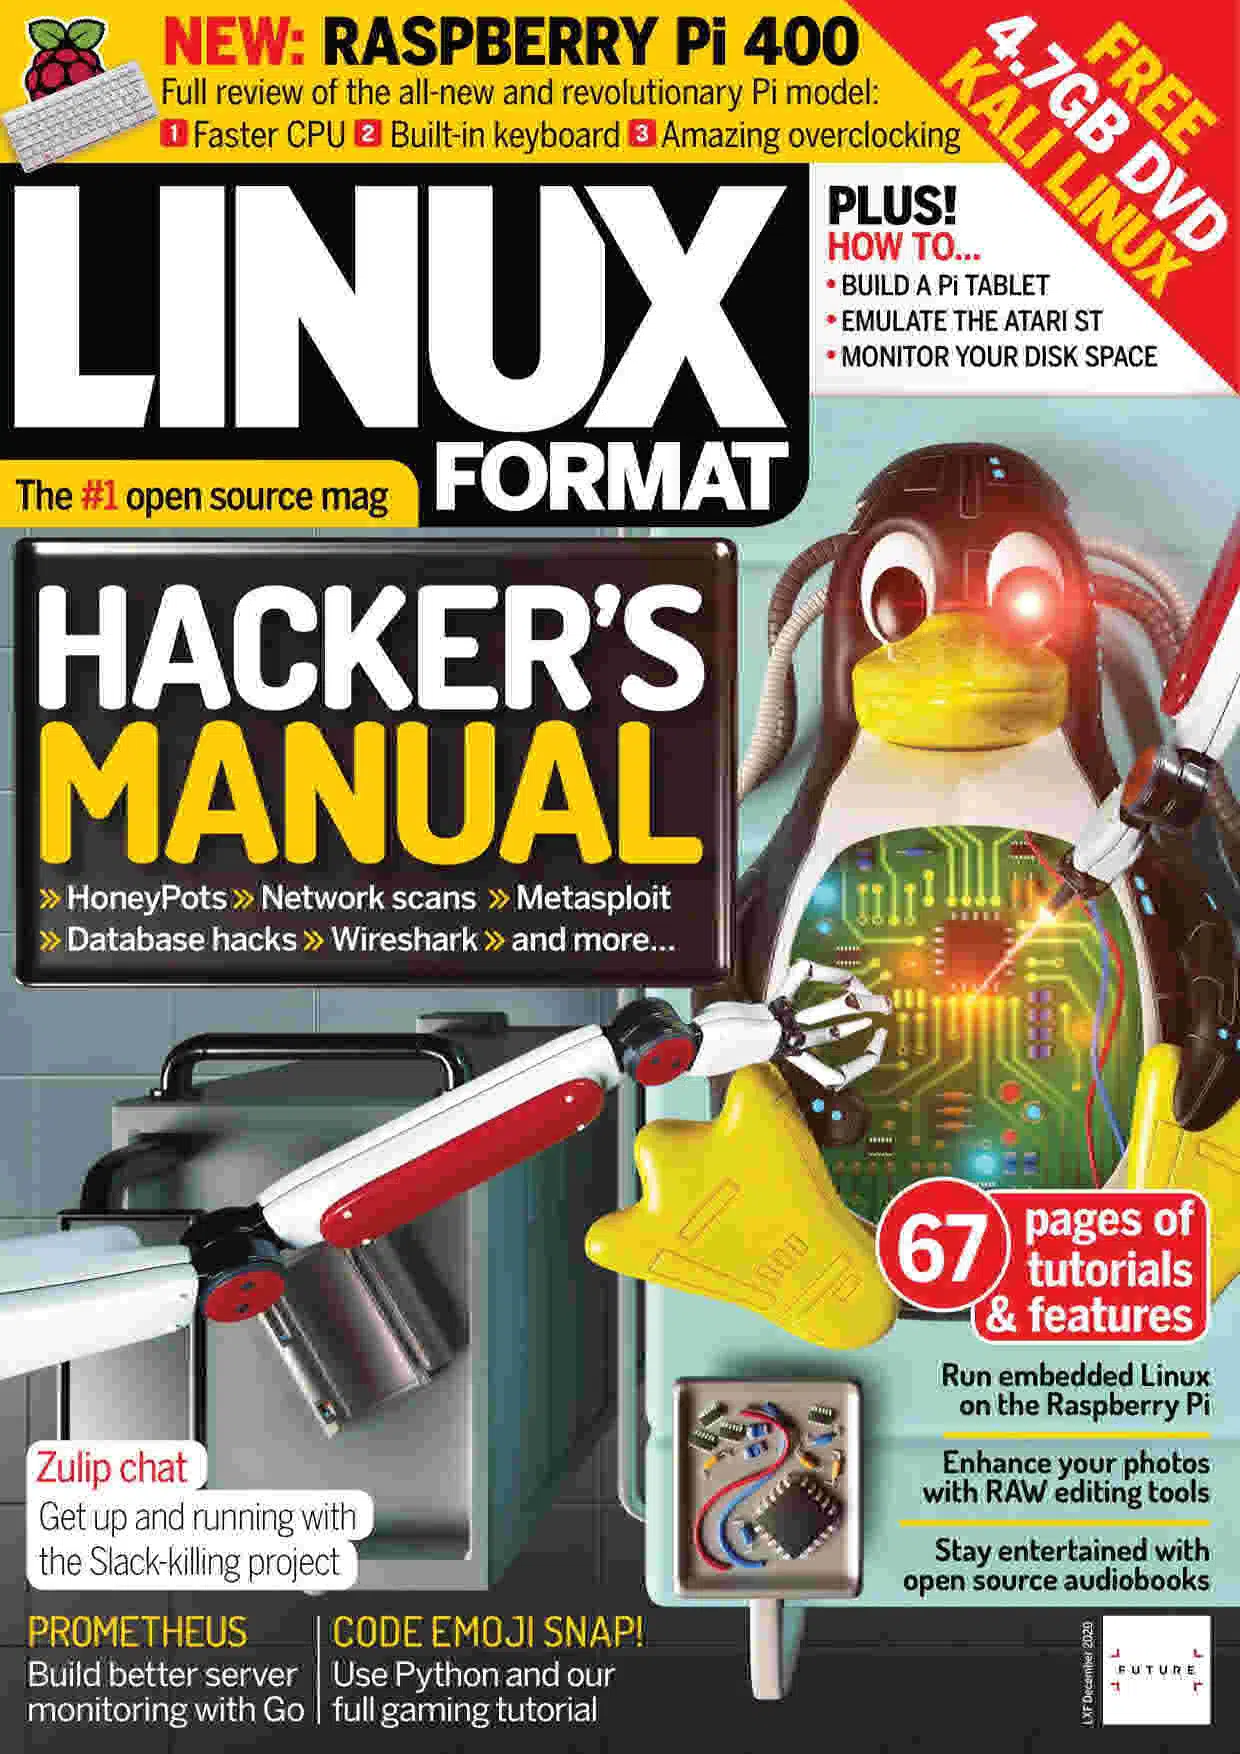 NEW: RASPBERRY Pi 400
Full review of the all-new and revolutionary Pi model:
1 Faster CPU 2 Built-in keyboard 3 Amazing overclocking
FREE
4.7GB DVD
KALI LINUX
PLUS!
HOW TO...
• BUILD A Pi TABLET
• EMULATE THE ATARI ST
• MONITOR YOUR DISK SPACE
LINUX
FORMAT
The #1 open source mag
HACKER'S
MANUAL
» HoneyPots » Network scans » Metasploit
» Database hacks » Wireshark » and more...
67
pages of
tutorials
& features
Run embedded Linux
on the Raspberry Pi
Enhance your photos
with RAW editing tools
Stay entertained with
open source audiobooks
Zulip chat
Get up and running with
the Slack-killing project
PROMETHEUS
Build better server
monitoring with Go
CODE EMOJI SNAP!
Use Python and our
full gaming tutorial
LXF December 2020
FUTURE